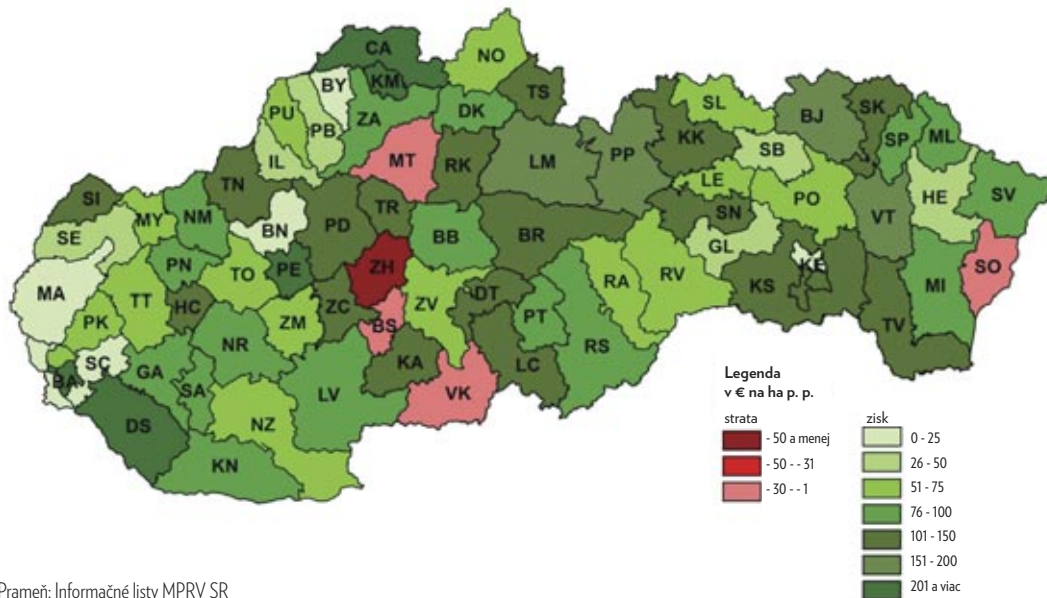 CA
NO
KM
BY
TS
PU
PB
ZA
DK
SL
BJ
SK
KK
SP
ML
IL
MT
RK
LM
PP
SB
TN
LE
PO
HE
SV
SI
MY
NM
PD
TR
SN
VT
SE
BN
BB
BR
GL
KE
SO
PN
TO
PE
ZH
RA
RV
KS
MI
MA
TT
HC
ZC
ZV
DT
PK
ZM
BS
PT
TV
SC
NR
KA
LC
RS
BA
GA
SA
LV
VK
DS
NZ
KN
Legenda
v € na ha p. p.
strata
- 50 a menej
- 50 - - 31
- 30 - - 1
zisk
0 - 25
26 - 50
51 - 75
76 - 100
101 - 150
151 - 200
201 a viac
Prameň: Informačné listy MPRV SR